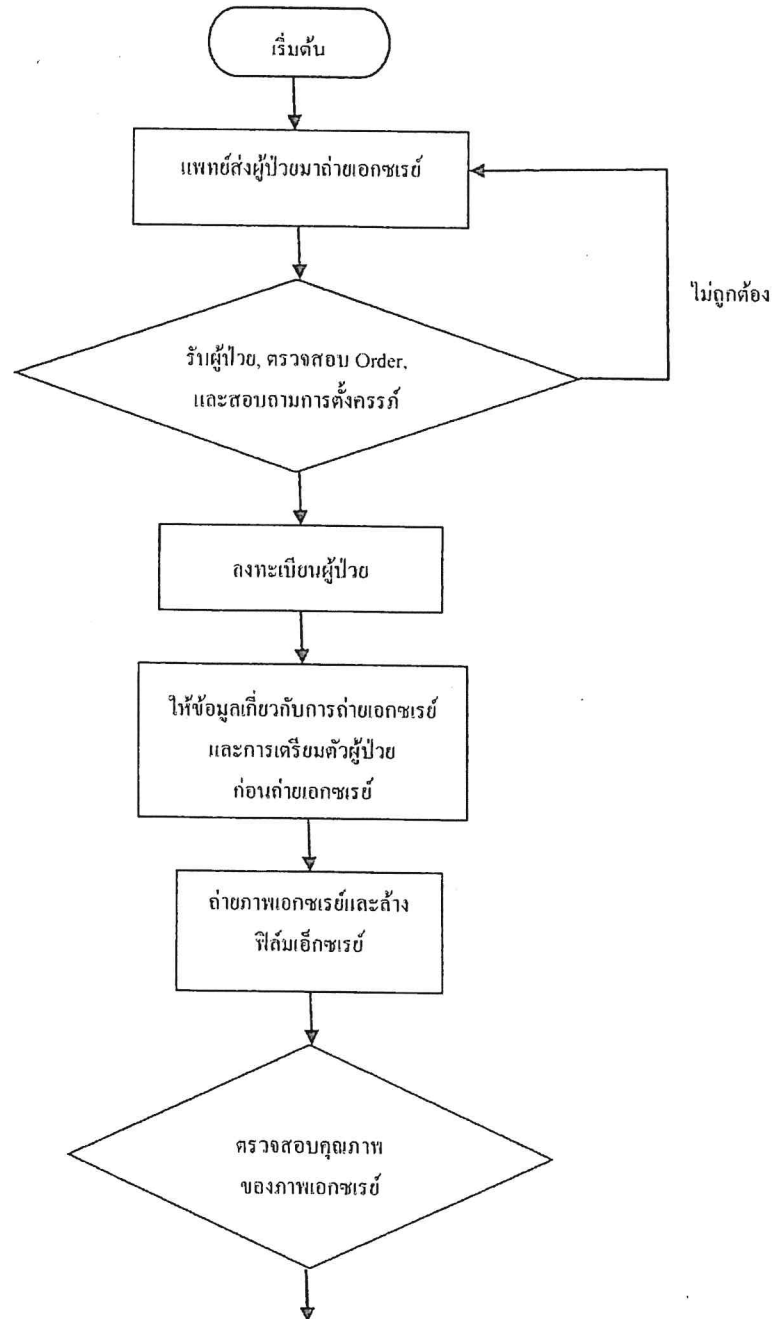 เริ่มต้น
แพทย์ส่งผู้ป่วยมาถ่ายเอกซเรย์
ไม่ถูกต้อง
รับผู้ป่วย, ตรวจสอบ Order,
และสอบถามการตั้งครรภ์
ลงทะเบียนผู้ป่วย
ให้ข้อมูลเกี่ยวกับการถ่ายเอกซเรย์
และการเตรียมตัวผู้ป่วย
ก่อนถ่ายเอกซเรย์
ถ่ายภาพเอกซเรย์และล้าง
ฟิล์มเอ็กซเรย์
ตรวจสอบคุณภาพ
ของภาพเอกซเรย์